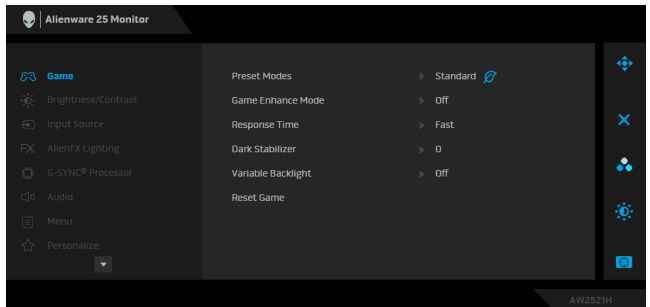 Alienware 25 Monitor
Game
Brightness/Contrast
Input Source
FX AlienFX Lighting
G-SYNC® Processor
Audio
Menu
Personalize
Preset Modes Standard
Game Enhance Mode Off
Response Time Fast
Dark Stabilizer 0
Variable Backlight Off
Reset Game
AW2521H